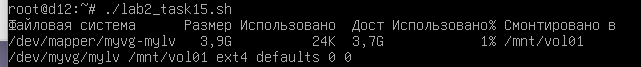 root@d12:~# ./lab2_task15.sh
Файловая система Размер Использовано Дост Использовано% Смонтировано в
/dev/mapper/myvg-mylv 3,9G 24K 3,7G 1% /mnt/vol01
/dev/myvg/mylv /mnt/vol01 ext4 defaults 0 0